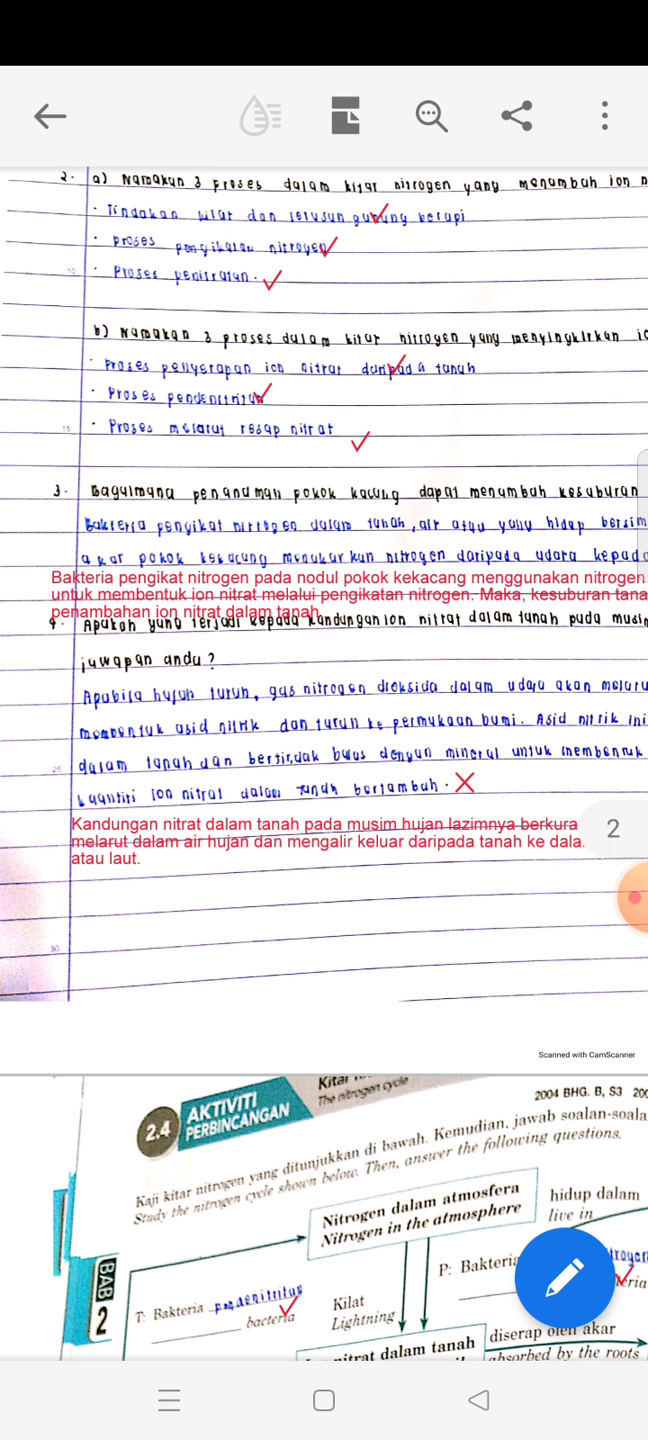 2. a) Namakan 3 proses dalam kitar nitrogen yang menambah ion n
· Tindakan kilat dan letusan gunung berapi
· proses pengikatan nitrogen
10 · Proses penitratan.
b) Namakan 3 proses dalam kitar nitrogen yang menyingkirkan io
· Proses penyerapan ion nitrat daripada tanah
· Proses pendenitritan
15 · Proses melarut resap nitrat
3. Bagaimana penanaman pokok kacang dapat menambah kesuburan
Bakteria pengikat nitrogen dalam tanah, air atau yang hidup bersim
akar pokok kekacang menukarkan nitrogen daripada udara kepada
Bakteria pengikat nitrogen pada nodul pokok kekacang menggunakan nitrogen
untuk membentuk ion nitrat melalui pengikatan nitrogen. Maka, kesuburan tana
penambahan ion nitrat dalam tanah.
4. Apakah yang terjadi kepada kandungan ion nitrat dalam tanah pada musim
jawapan anda?
Apabila hujan turun, gas nitrogen dioksida dalam udara akan melaru
membentuk asid nitrik dan turun ke permukaan bumi. Asid nitrik ini
25 dalam tanah dan bertindak balas dengan mineral untuk membentuk
kuantiti ion nitrat dalam tanah bertambah.
Kandungan nitrat dalam tanah pada musim hujan lazimnya berkura
melarut dalam air hujan dan mengalir keluar daripada tanah ke dala
atau laut.
2
30
Scanned with CamScanner
2.4 AKTIVITI PERBINCANGAN
Kitar
The nitrogen cycle
2004 BHG. B, S3 200
Kaji kitar nitrogen yang ditunjukkan di bawah. Kemudian, jawab soalan-soala
Study the nitrogen cycle shown below. Then, answer the following questions.
Nitrogen dalam atmosfera
Nitrogen in the atmosphere
hidup dalam
live in
BAB 2
P: Bakteria
T: Bakteria pendenitritan
bacteria
Kilat
Lightning
nitrat dalam tanah
diserap oleh akar
absorbed by the roots